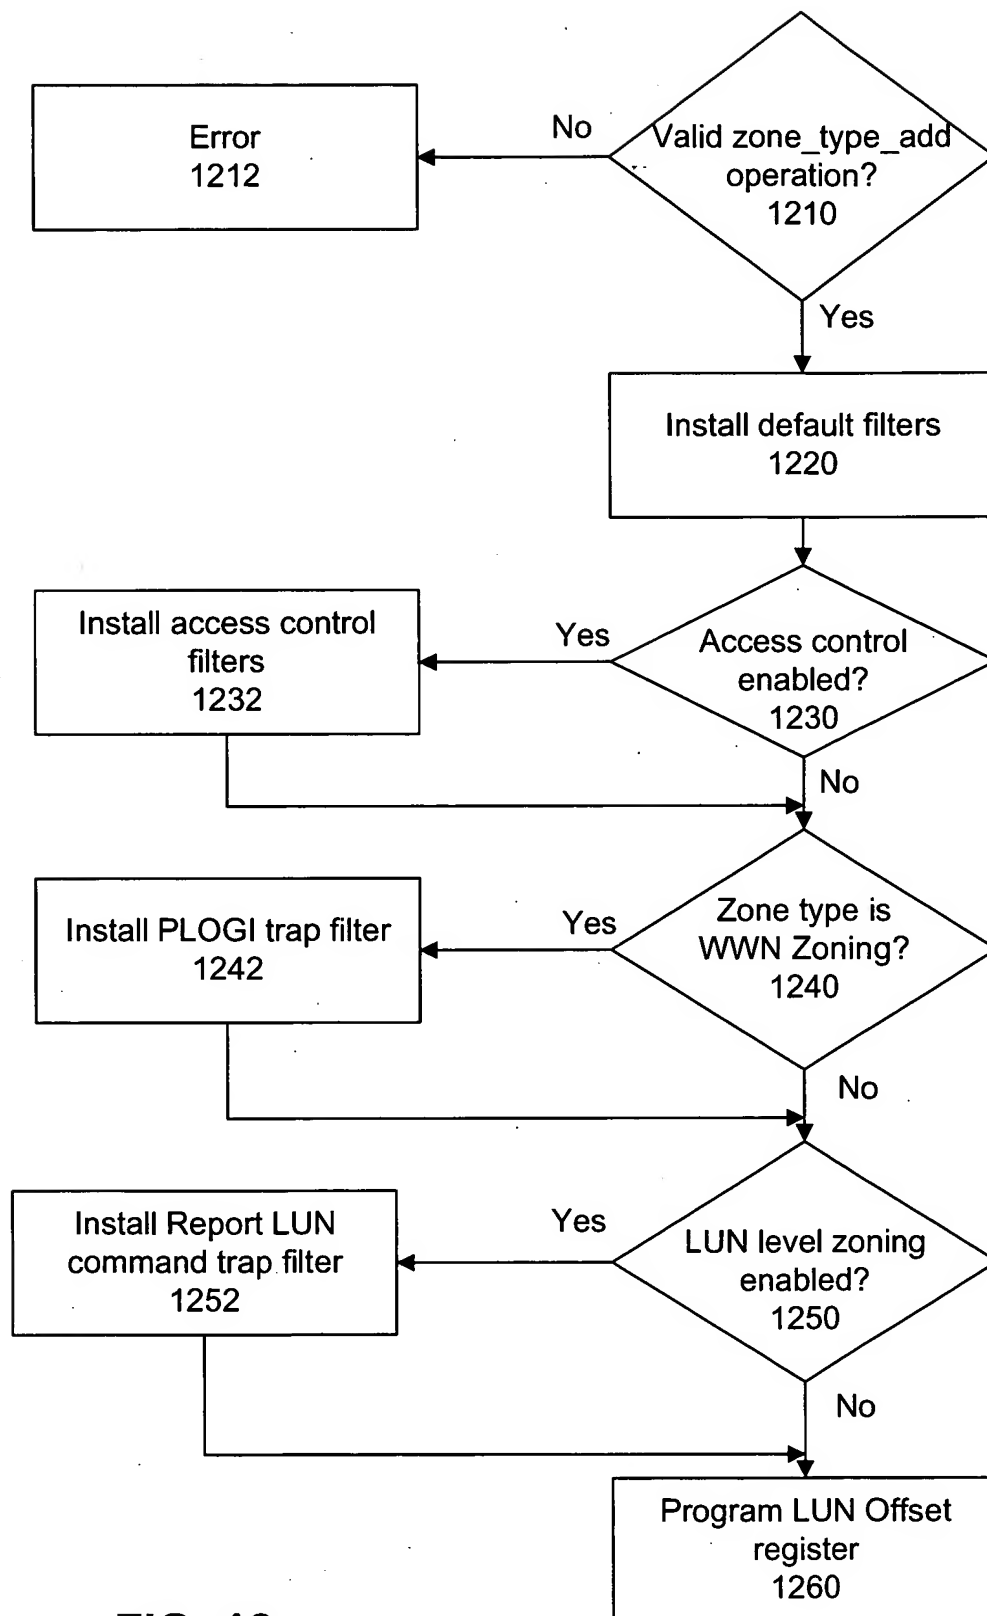 Valid zone_type_add
operation?
1210
No
Error
1212
Yes
Install default filters
1220
Access control
enabled?
1230
Yes
Install access control
filters
1232
No
Zone type is
WWN Zoning?
1240
Yes
Install PLOGI trap filter
1242
No
LUN level zoning
enabled?
1250
Yes
Install Report LUN
command trap filter
1252
No
Program LUN Offset
register
1260